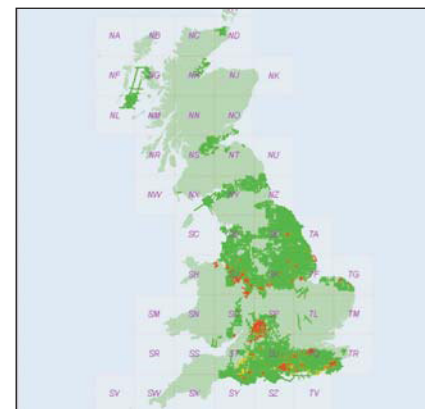 NA NB NC ND
NF NG NH NJ NK
NL NM NN NO
NR NS NT NU
NW NX NY NZ
SC SD SE TA
SH SJ SK TF TG
SM SN SO SP TL TM
SR SS ST SU TQ TR
SV SW SX SY SZ TV